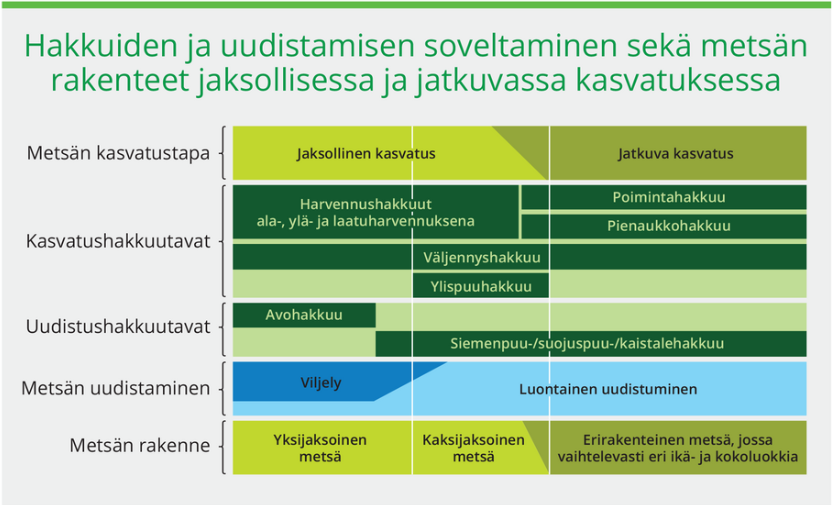 Hakkuiden ja uudistamisen soveltaminen sekä metsän
rakenteet jaksollisessa ja jatkuvassa kasvatuksessa
Metsän kasvatustapa
Jaksollinen kasvatus
Jatkuva kasvatus
Kasvatushakkuutavat
Harvennushakkuut
ala-, ylä- ja laatuharvennuksena
Poimintahakkuu
Pienaukkohakkuu
Väljennyshakkuu
Ylispuuhakkuu
Uudistushakkuutavat
Avohakkuu
Siemenpuu-/suojuspuu-/kaistalehakkuu
Metsän uudistaminen
Viljely
Luontainen uudistuminen
Metsän rakenne
Yksijaksoinen
metsä
Kaksijaksoinen
metsä
Erirakenteinen metsä, jossa
vaihtelevasti eri ikä- ja kokoluokkia